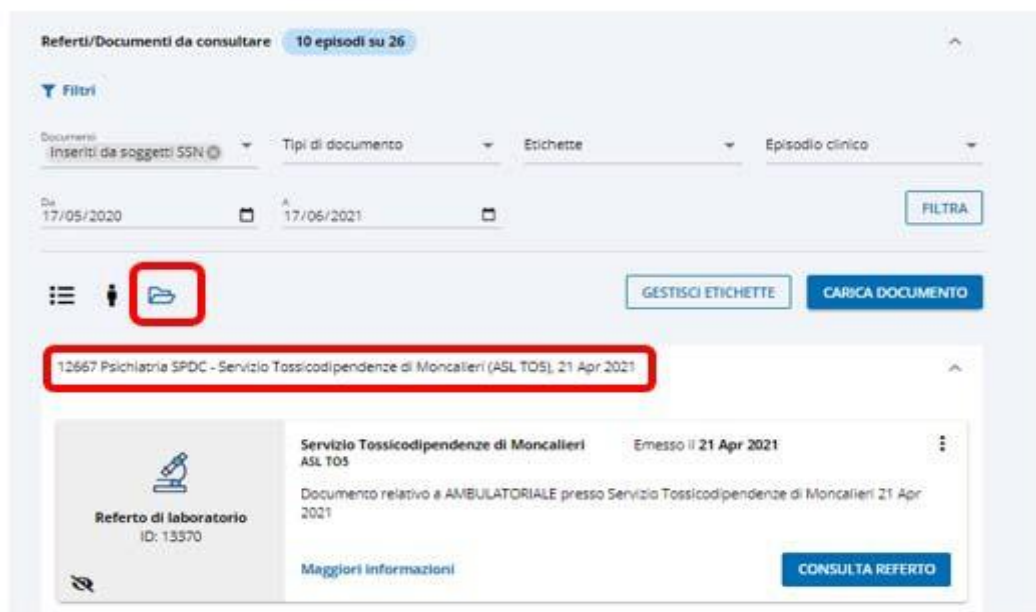 Referti/Documenti da consultare 10 episodi su 26
Filtri
Documenti
Inseriti da soggetti SSN Tipi di documento Etichette Episodio clinico
Da A
17/05/2020 17/06/2021 FILTRA
GESTISCI ETICHETTE CARICA DOCUMENTO
12667 Psichiatria SPDC - Servizio Tossicodipendenze di Moncalieri (ASL TO5), 21 Apr 2021
Servizio Tossicodipendenze di Moncalieri Emesso il 21 Apr 2021
ASL TO5
Documento relativo a AMBULATORIALE presso Servizio Tossicodipendenze di Moncalieri 21 Apr
2021
Referto di laboratorio
ID: 13370
Maggiori informazioni CONSULTA REFERTO